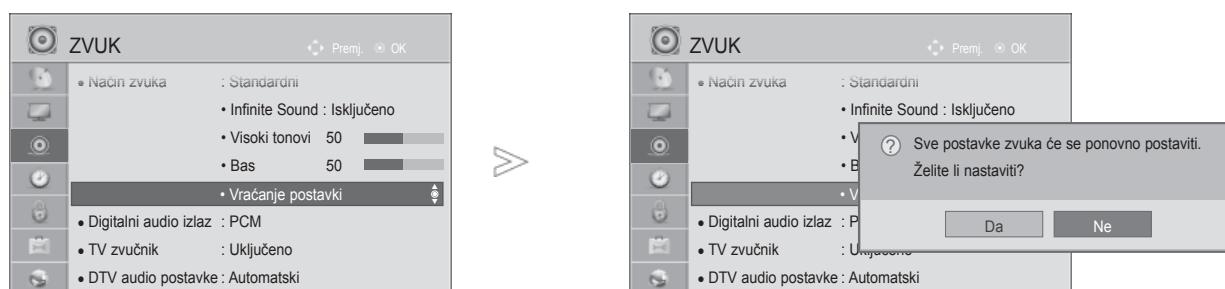 ZVUK
Premj. OK
• Način zvuka : Standardni
• Infinite Sound : Isključeno
• Visoki tonovi 50
• Bas 50
• Vraćanje postavki
• Digitalni audio izlaz : PCM
• TV zvučnik : Uključeno
• DTV audio postavke : Automatski
ZVUK
Premj. OK
• Način zvuka : Standardni
• Infinite Sound : Isključeno
• V
• B
• V
• Digitalni audio izlaz : P
• TV zvučnik : Uključeno
• DTV audio postavke : Automatski
? Sve postavke zvuka će se ponovno postaviti.
Želite li nastaviti?
Da Ne